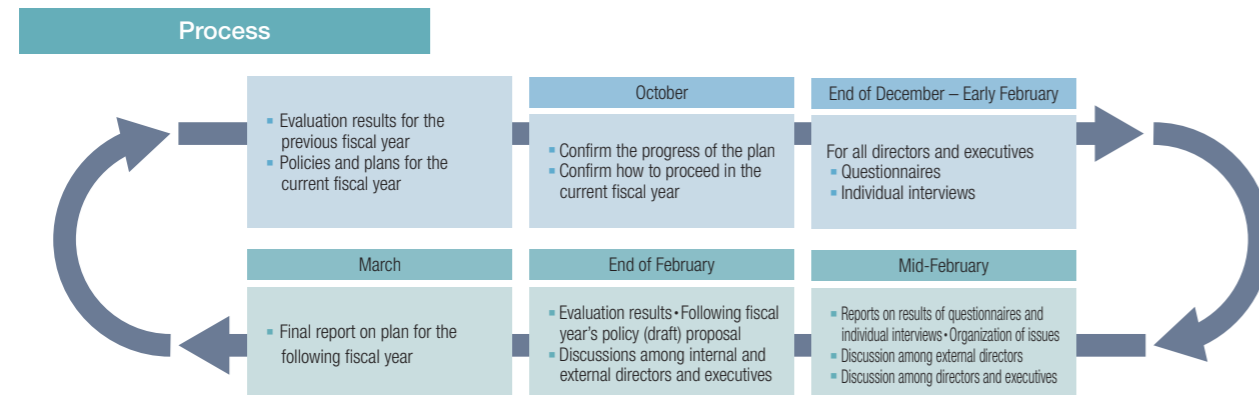 Process
▪ Evaluation results for the
previous fiscal year
▪ Policies and plans for the
current fiscal year
October
▪ Confirm the progress of the plan
▪ Confirm how to proceed in the
current fiscal year
End of December – Early February
For all directors and executives
▪ Questionnaires
▪ Individual interviews
March
▪ Final report on plan for the
following fiscal year
End of February
▪ Evaluation results・Following fiscal
year's policy (draft) proposal
▪ Discussions among internal and
external directors and executives
Mid-February
▪ Reports on results of questionnaires and
individual interviews・Organization of issues
▪ Discussion among external directors
▪ Discussion among directors and executives